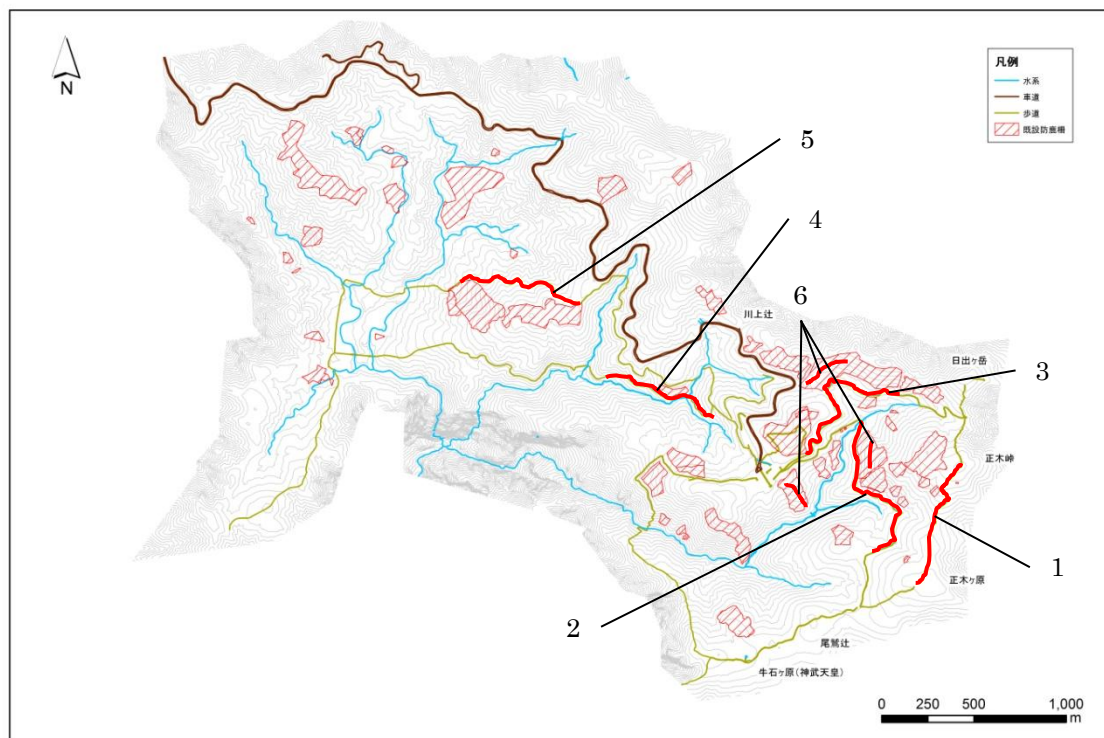 N
凡例
水系
車道
歩道
既設防鹿柵
5
4
6
川上辻
日出ヶ岳
3
正木峠
1
正木ヶ原
2
尾鷲辻
牛石ヶ原(神武天皇)
0 250 500 1,000
m